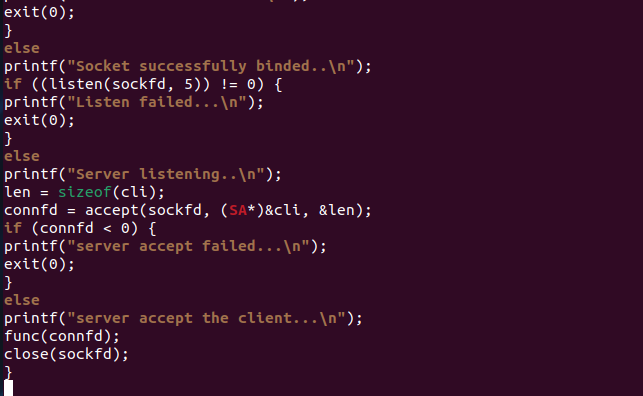 exit(0);
}
else
printf("Socket successfully binded..\n");
if ((listen(sockfd, 5)) != 0) {
printf("Listen failed...\n");
exit(0);
}
else
printf("Server listening..\n");
len = sizeof(cli);
connfd = accept(sockfd, (SA*)&cli, &len);
if (connfd < 0) {
printf("server accept failed...\n");
exit(0);
}
else
printf("server accept the client...\n");
func(connfd);
close(sockfd);
}